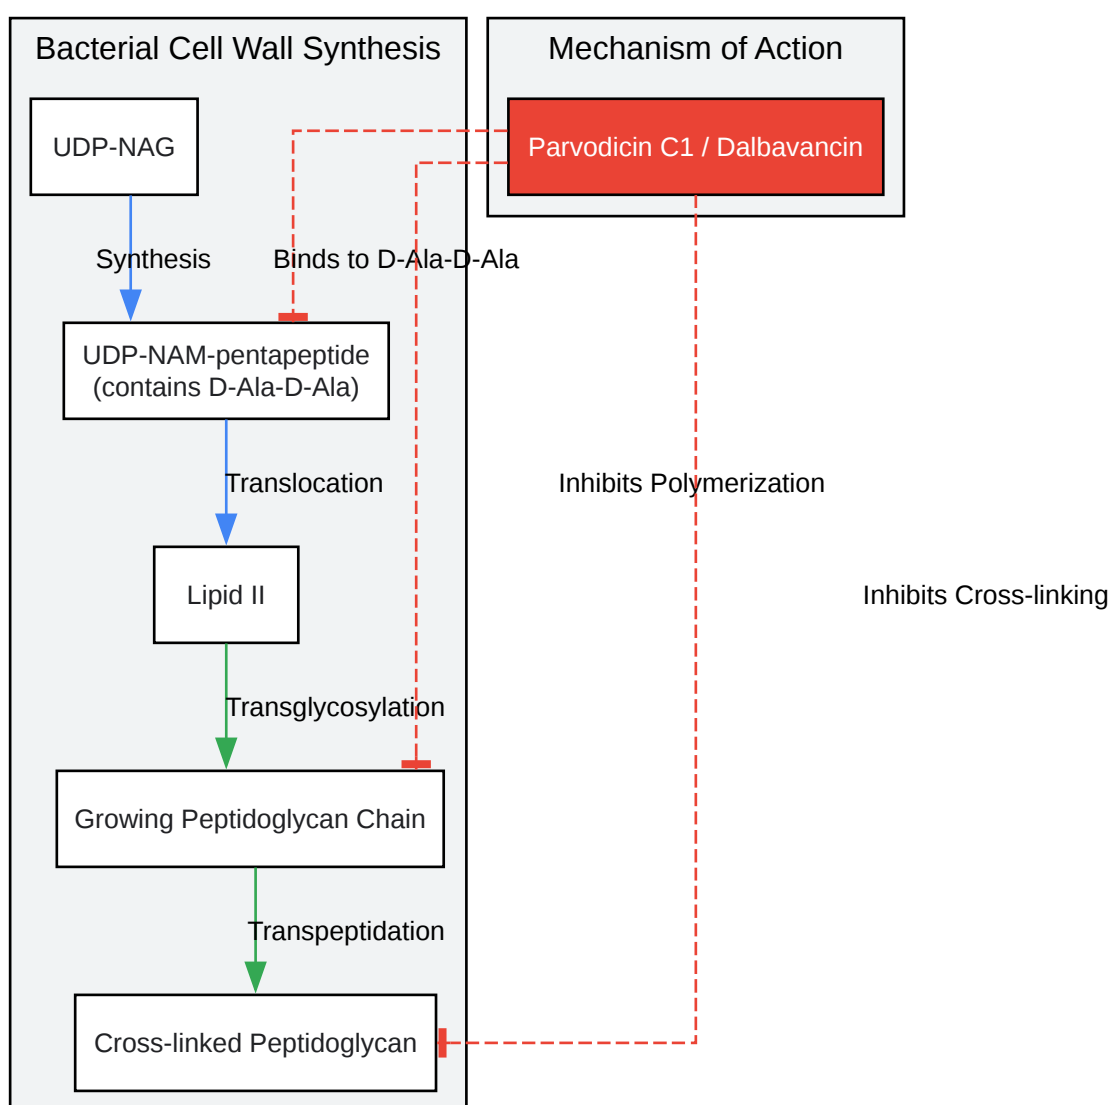 Bacterial Cell Wall Synthesis
Mechanism of Action
UDP-NAG
Parvodicin C1 / Dalbavancin
Synthesis
Binds to D-Ala-D-Ala
UDP-NAM-pentapeptide
(contains D-Ala-D-Ala)
Translocation
Inhibits Polymerization
Lipid II
Inhibits Cross-linking
Transglycosylation
Growing Peptidoglycan Chain
Transpeptidation
Cross-linked Peptidoglycan